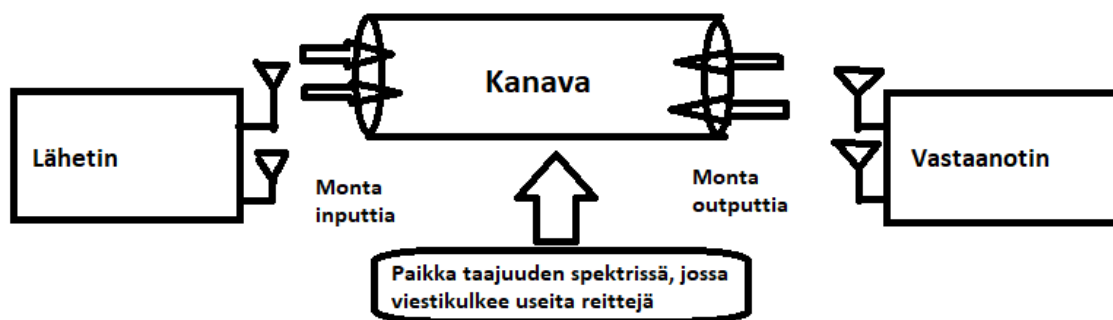 Kanava
Lähetin
Vastaanotin
Monta
inputtia
Monta
outputtia
Paikka taajuuden spektrissä, jossa
viestikulkee useita reittejä